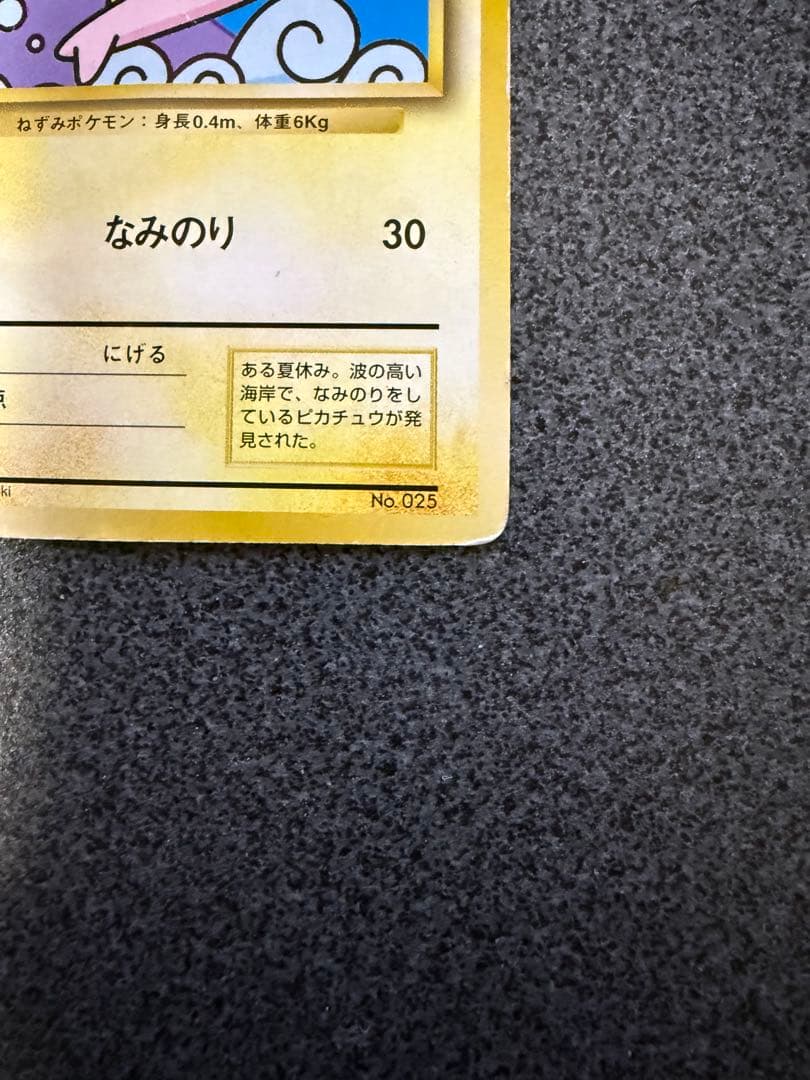 ねずみポケモン：身長0.4m、体重6Kg
なみのり 30
にげる
ある夏休み。波の高い
海岸で、なみのりをし
ているピカチュウが発
見された。
ki
No. 025